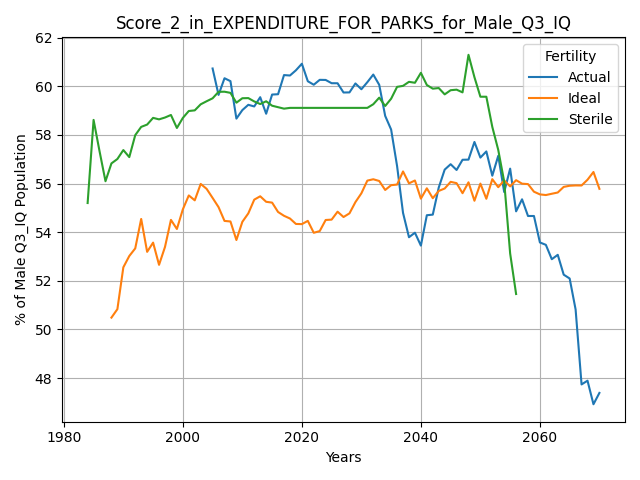 Score_2_in_EXPENDITURE_FOR_PARKS_for_Male_Q3_IQ
% of Male Q3_IQ Population
62
60
58
56
54
52
50
48
Fertility
Actual
Ideal
Sterile
1980
2000
2020
2040
2060
Years